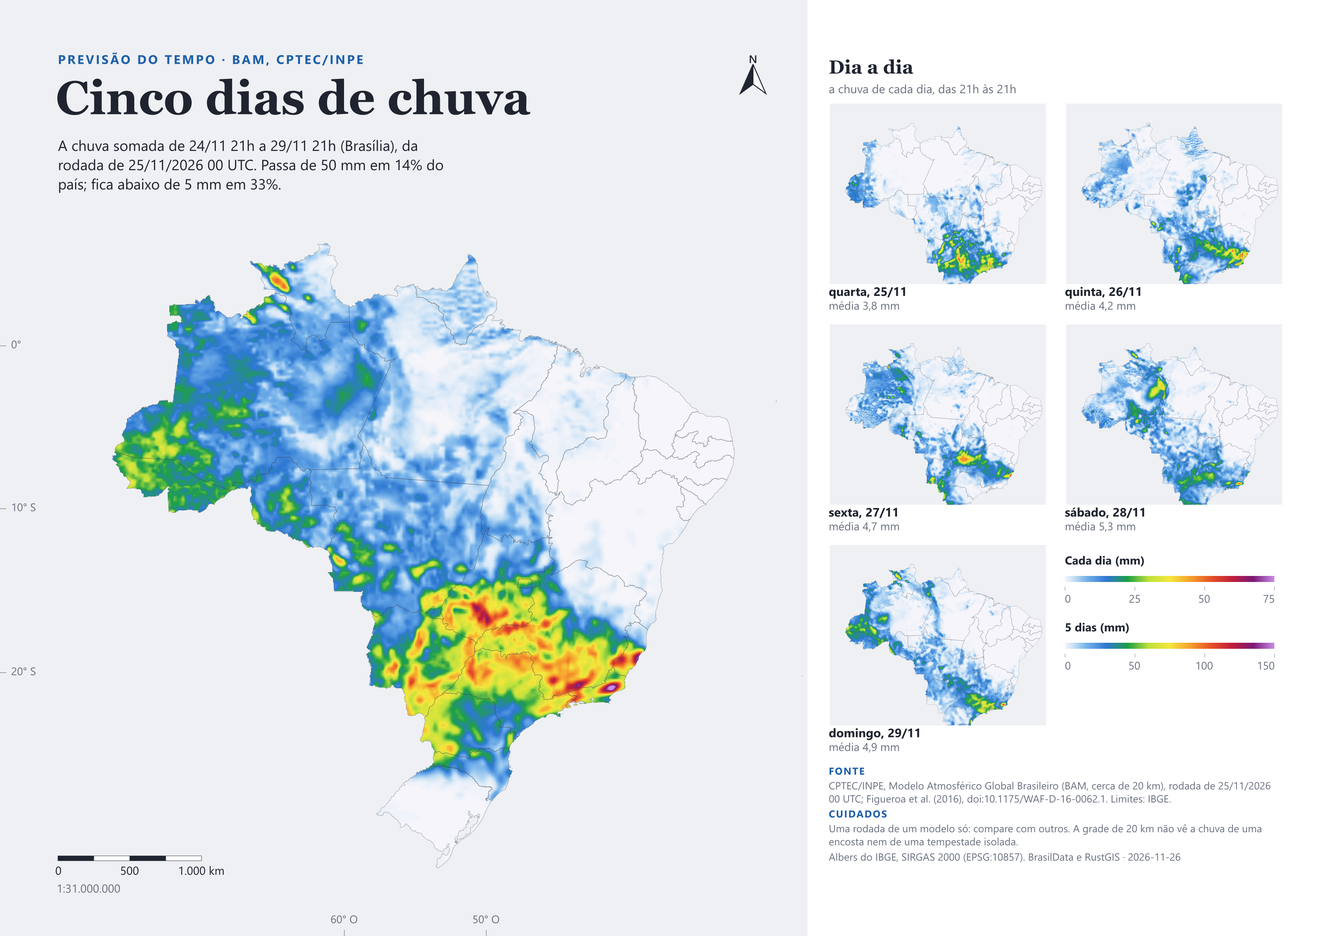 PREVISÃO DO TEMPO · BAM, CPTEC/INPE
Cinco dias de chuva
A chuva somada de 24/11 21h a 29/11 21h (Brasília), da
rodada de 25/11/2026 00 UTC. Passa de 50 mm em 14% do
país; fica abaixo de 5 mm em 33%.
N
0°
10° S
20° S
60° O
50° O
0 500 1.000 km
1:31.000.000
Dia a dia
a chuva de cada dia, das 21h às 21h
quarta, 25/11
média 3,8 mm
quinta, 26/11
média 4,2 mm
sexta, 27/11
média 4,7 mm
sábado, 28/11
média 5,3 mm
domingo, 29/11
média 4,9 mm
Cada dia (mm)
0 25 50 75
5 dias (mm)
0 50 100 150
FONTE
CPTEC/INPE, Modelo Atmosférico Global Brasileiro (BAM, cerca de 20 km), rodada de 25/11/2026
00 UTC; Figueroa et al. (2016), doi:10.1175/WAF-D-16-0062.1. Limites: IBGE.
CUIDADOS
Uma rodada de um modelo só: compare com outros. A grade de 20 km não vê a chuva de uma
encosta nem de uma tempestade isolada.
Albers do IBGE, SIRGAS 2000 (EPSG:10857). BrasilData e RustGIS · 2026-11-26